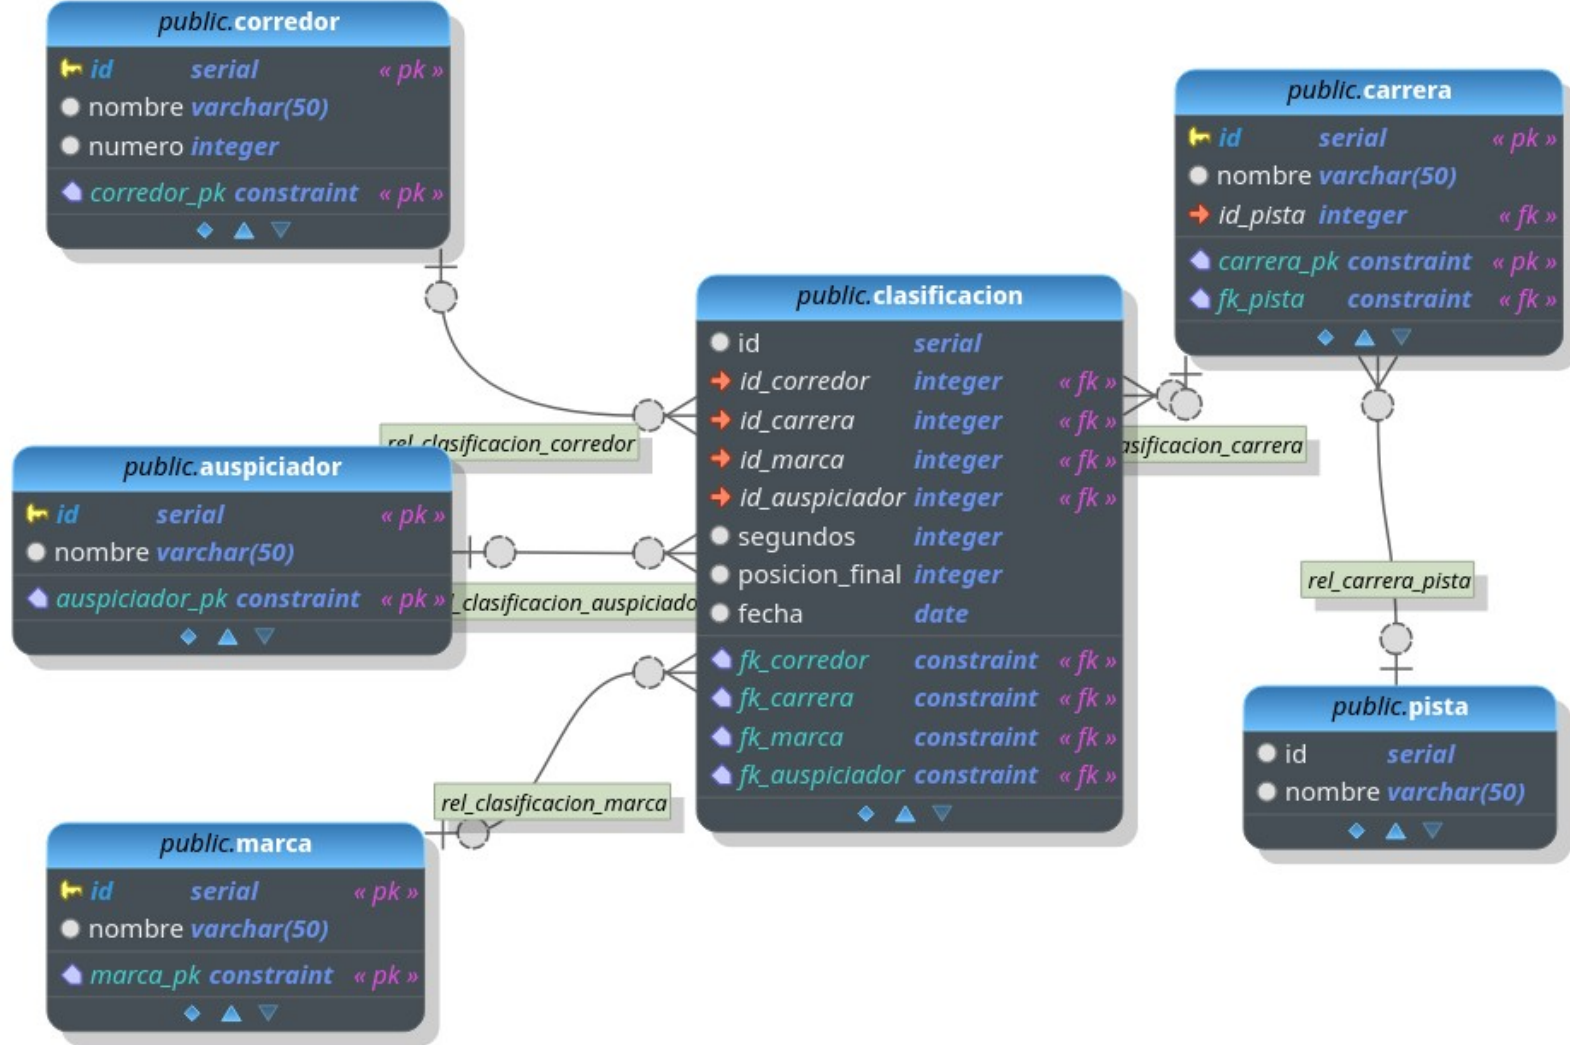 public.corredor
id serial « pk »
nombre varchar(50)
numero integer
corredor_pk constraint « pk »
public.carrera
id serial « pk »
nombre varchar(50)
id_pista integer « fk »
carrera_pk constraint « pk »
fk_pista constraint « fk »
public.clasificacion
id serial
id_corredor integer « fk »
id_carrera integer « fk »
id_marca integer « fk »
id_auspiciador integer « fk »
segundos integer
posicion_final integer
fecha date
fk_corredor constraint « fk »
fk_carrera constraint « fk »
fk_marca constraint « fk »
fk_auspiciador constraint « fk »
rel_clasificacion_corredor
asificacion_carrera
public.auspiciador
id serial « pk »
nombre varchar(50)
auspiciador_pk constraint « pk »
_clasificacion_auspiciado
rel_carrera_pista
public.pista
id serial
nombre varchar(50)
rel_clasificacion_marca
public.marca
id serial « pk »
nombre varchar(50)
marca_pk constraint « pk »